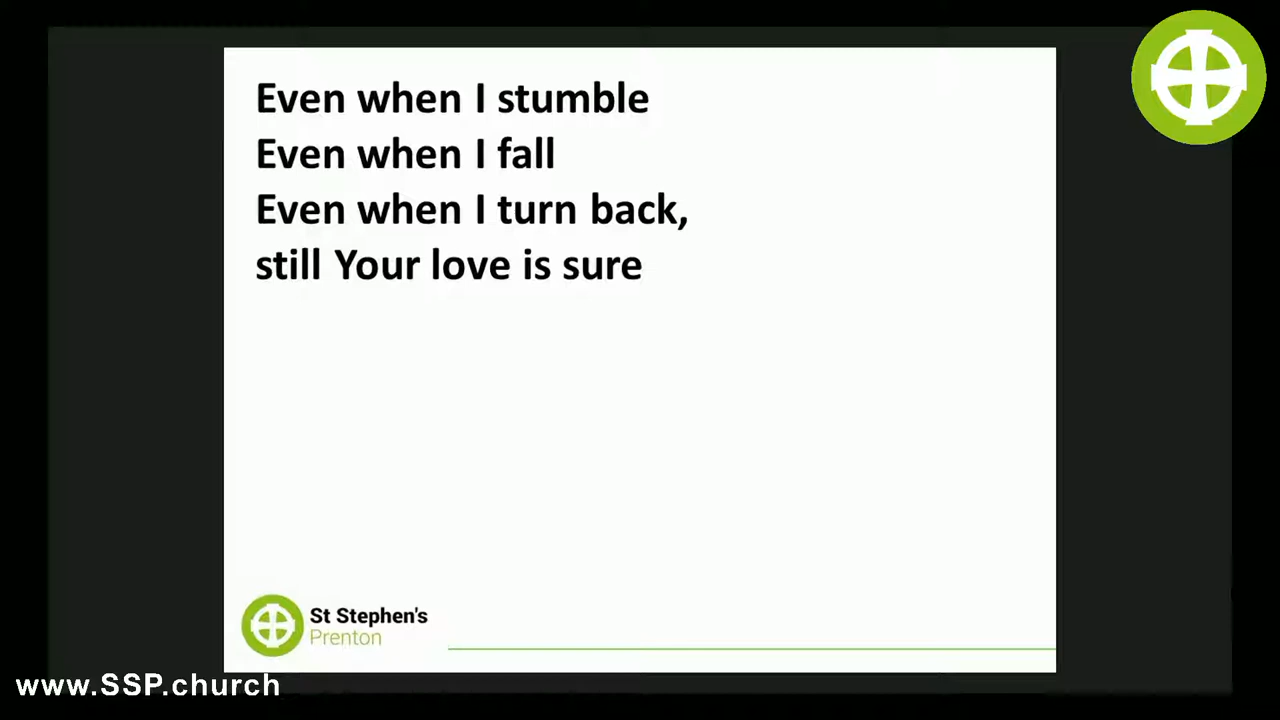 Even when I stumble
Even when I fall
Even when I turn back,
still Your love is sure
St Stephen's
Prenton
www.SSP.church